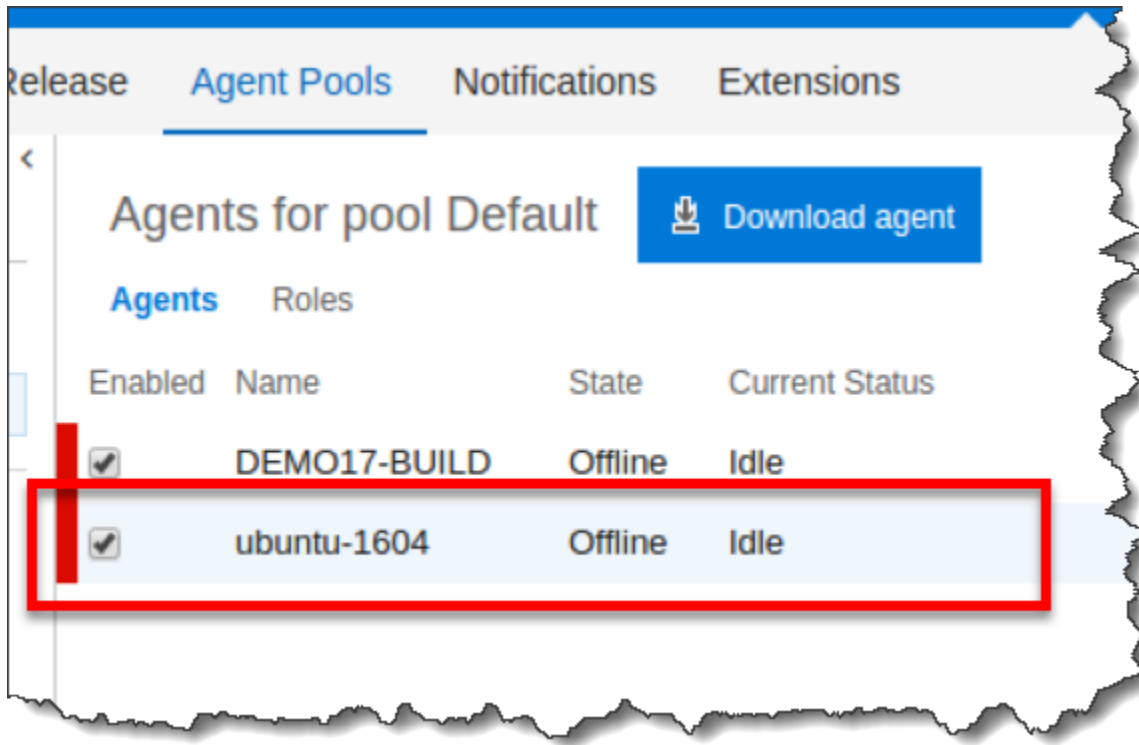 Release Agent Pools Notifications Extensions
Agents for pool Default Download agent
Agents Roles
Enabled Name State Current Status
DEMO17-BUILD Offline Idle
ubuntu-1604 Offline Idle